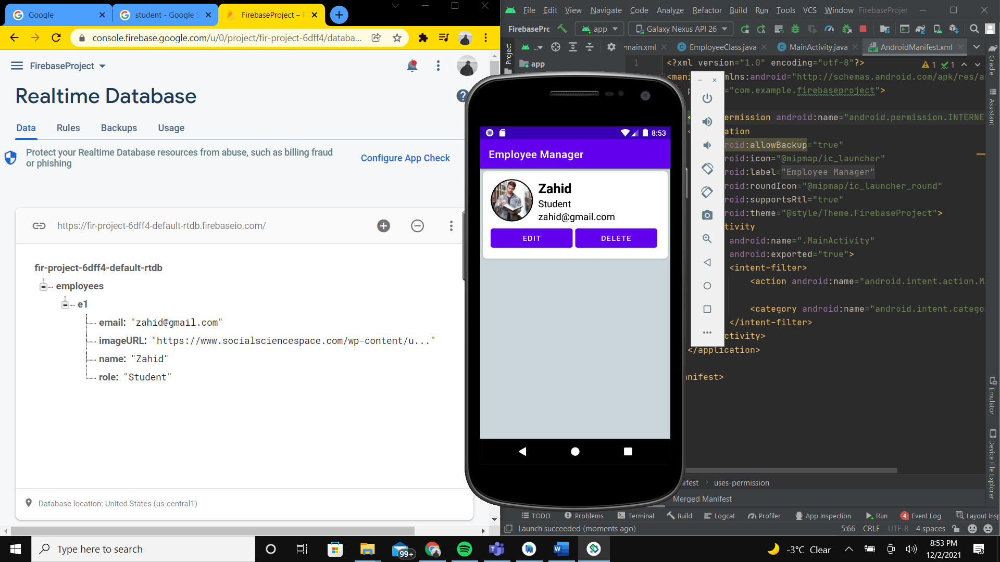 Google
student - Google S
FirebaseProject – F
console.firebase.google.com/u/0/project/fir-project-6dff4/databa...
FirebaseProject
Realtime Database
Data
Rules
Backups
Usage
Protect your Realtime Database resources from abuse, such as billing fraud
or phishing
Configure App Check
https://fir-project-6dff4-default-rtdb.firebaseio.com/
fir-project-6dff4-default-rtdb
employees
e1
email: "zahid@gmail.com"
imageURL: "https://www.socialsciencespace.com/wp-content/u..."
name: "Zahid"
role: "Student"
Database location: United States (us-central1)
8:53
Employee Manager
Zahid
Student
zahid@gmail.com
EDIT
DELETE
File Edit View Navigate Code Analyze Refactor Build Run Tools VCS Window FirebaseProjec
FirebasePrc
app
Galaxy Nexus API 26
Project
...
main.xml
EmployeeClass.java
MainActivity.java
MF
AndroidManifest.xml
app
1
1 1
<?xml version="1.0" encoding="utf-8"?>
<mani mlns:android="http://schemas.android.com/apk/res/a
p ="com.example.firebaseproject">
< ermission android:name="android.permission.INTERNE
< ation
roid:allowBackup="true"
roid:icon="@mipmap/ic_launcher"
roid:label="Employee Manager"
roid:roundIcon="@mipmap/ic_launcher_round"
roid:supportsRtl="true"
roid:theme="@style/Theme.FirebaseProject">
tivity
android:name=".MainActivity"
android:exported="true">
<intent-filter>
<action android:name="android.intent.action.M
<category android:name="android.intent.catego
</intent-filter>
ctivity>
</application>
nifest>
Gradle
Assistant
Emulator
Device File Explorer
ifest
uses-permission
Merged Manifest
TODO
Problems
Terminal
Build
Logcat
Profiler
App Inspection
Run
4
Event Log
Layout Insp
Launch succeeded (moments ago)
5:66 CRLF UTF-8 4 spaces
Type here to search
99+
-3°C Clear
8:53 PM
12/2/2021